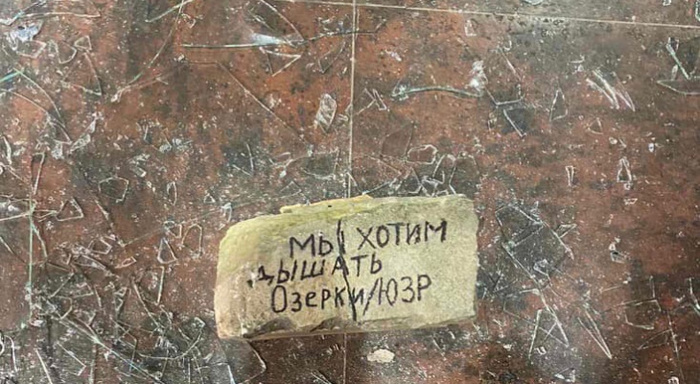 мы хотим
дышать
Озерки/ЮЗР